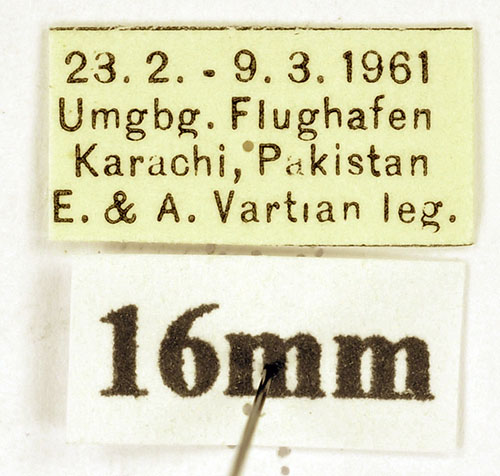 23. 2. - 9. 3. 1961
Umgbg. Flughafen
Karachi, Pakistan
E. & A. Vartian leg.
16mm